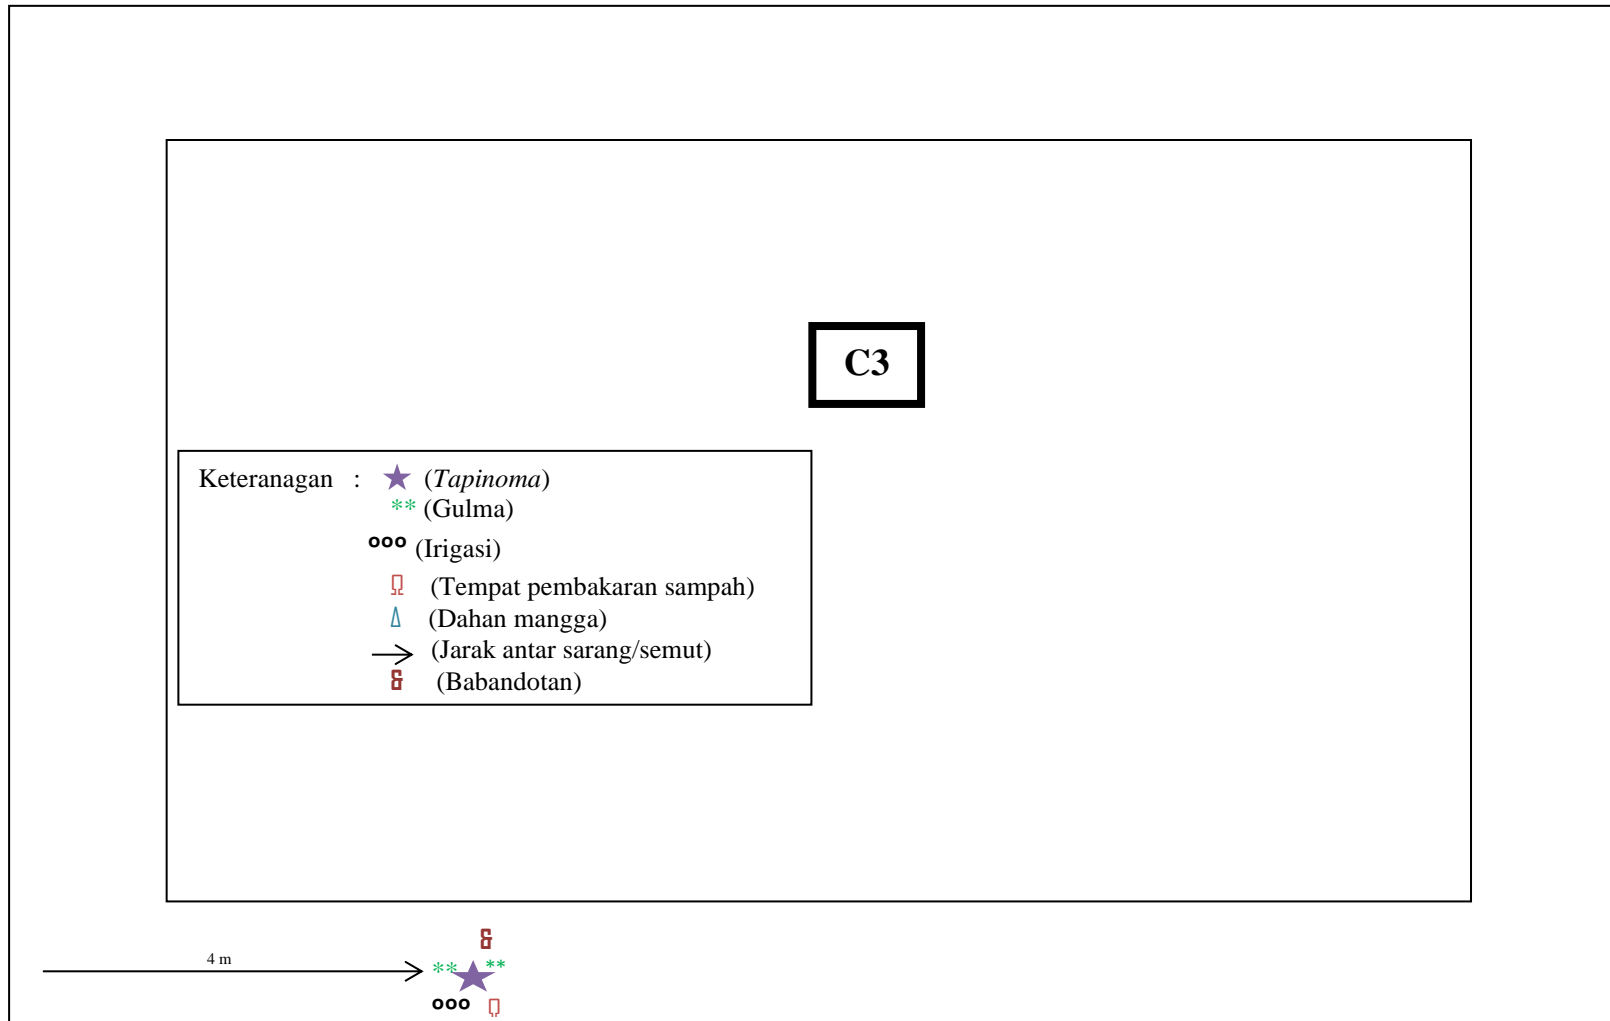 C3
Keteranagan : ★ (Tapinoma)
** (Gulma)
ooo (Irigasi)
Ω (Tempat pembakaran sampah)
Δ (Dahan mangga)
→ (Jarak antar sarang/semut)
& (Babandotan)
&
4 m
** ★ **
ooo Ω